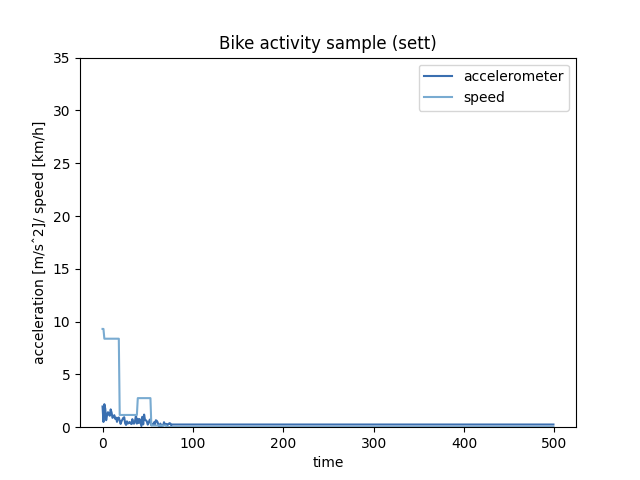 Bike activity sample (sett)
accelerometer
speed
acceleration [m/sˆ2]/ speed [km/h]
35
30
25
20
15
10
5
0
0 100 200 300 400 500
time